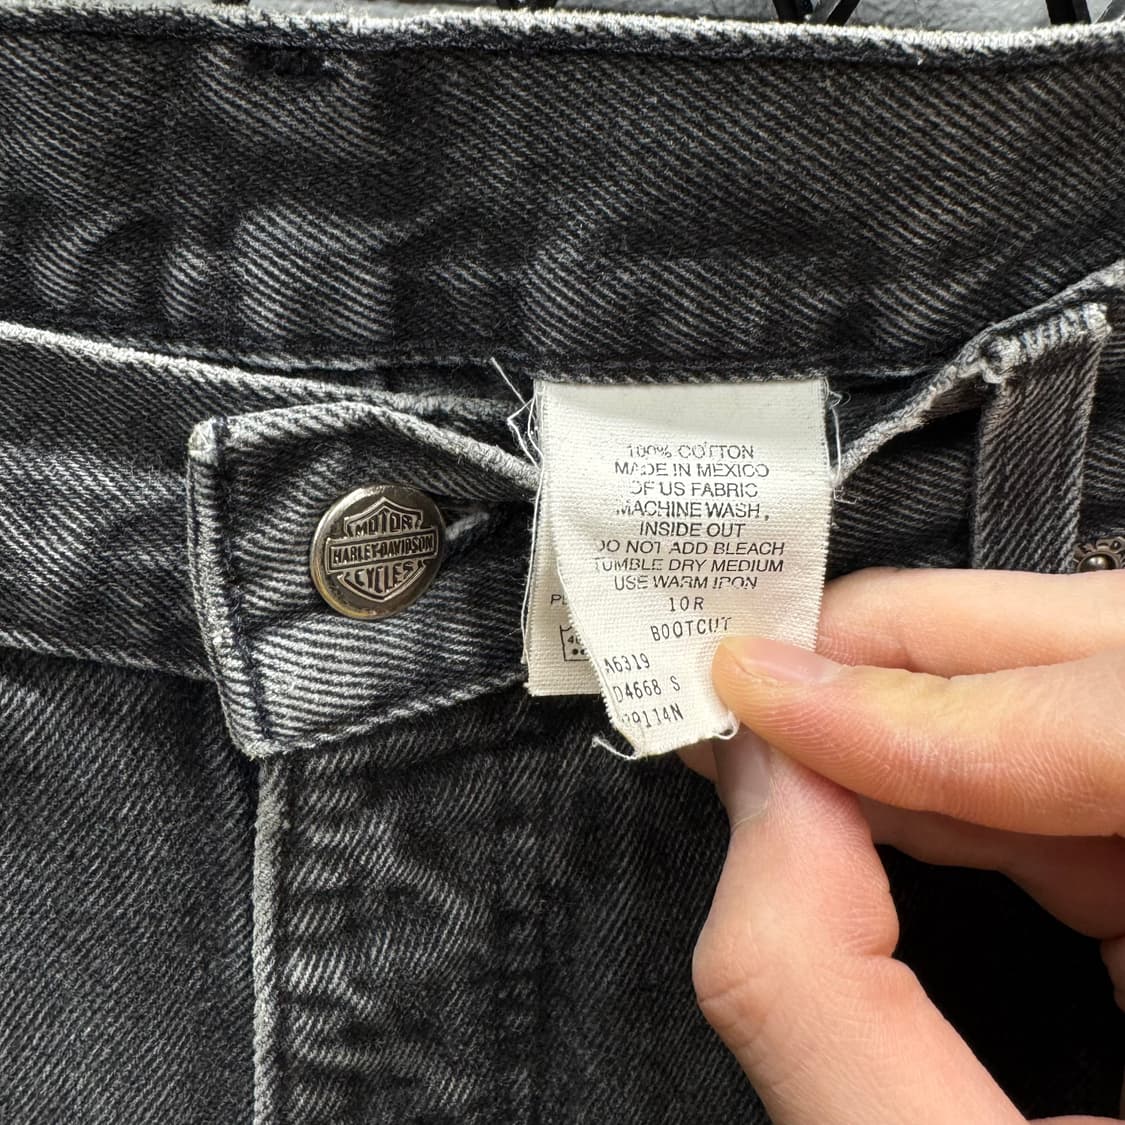 MOTOR
HARLEY-DAVIDSON
CYCLES
100% COTTON
MADE IN MEXICO
OF US FABRIC
MACHINE WASH,
INSIDE OUT
DO NOT ADD BLEACH
TUMBLE DRY MEDIUM
USE WARM IRON
10R
BOOTCUT
A6319
D4668 S